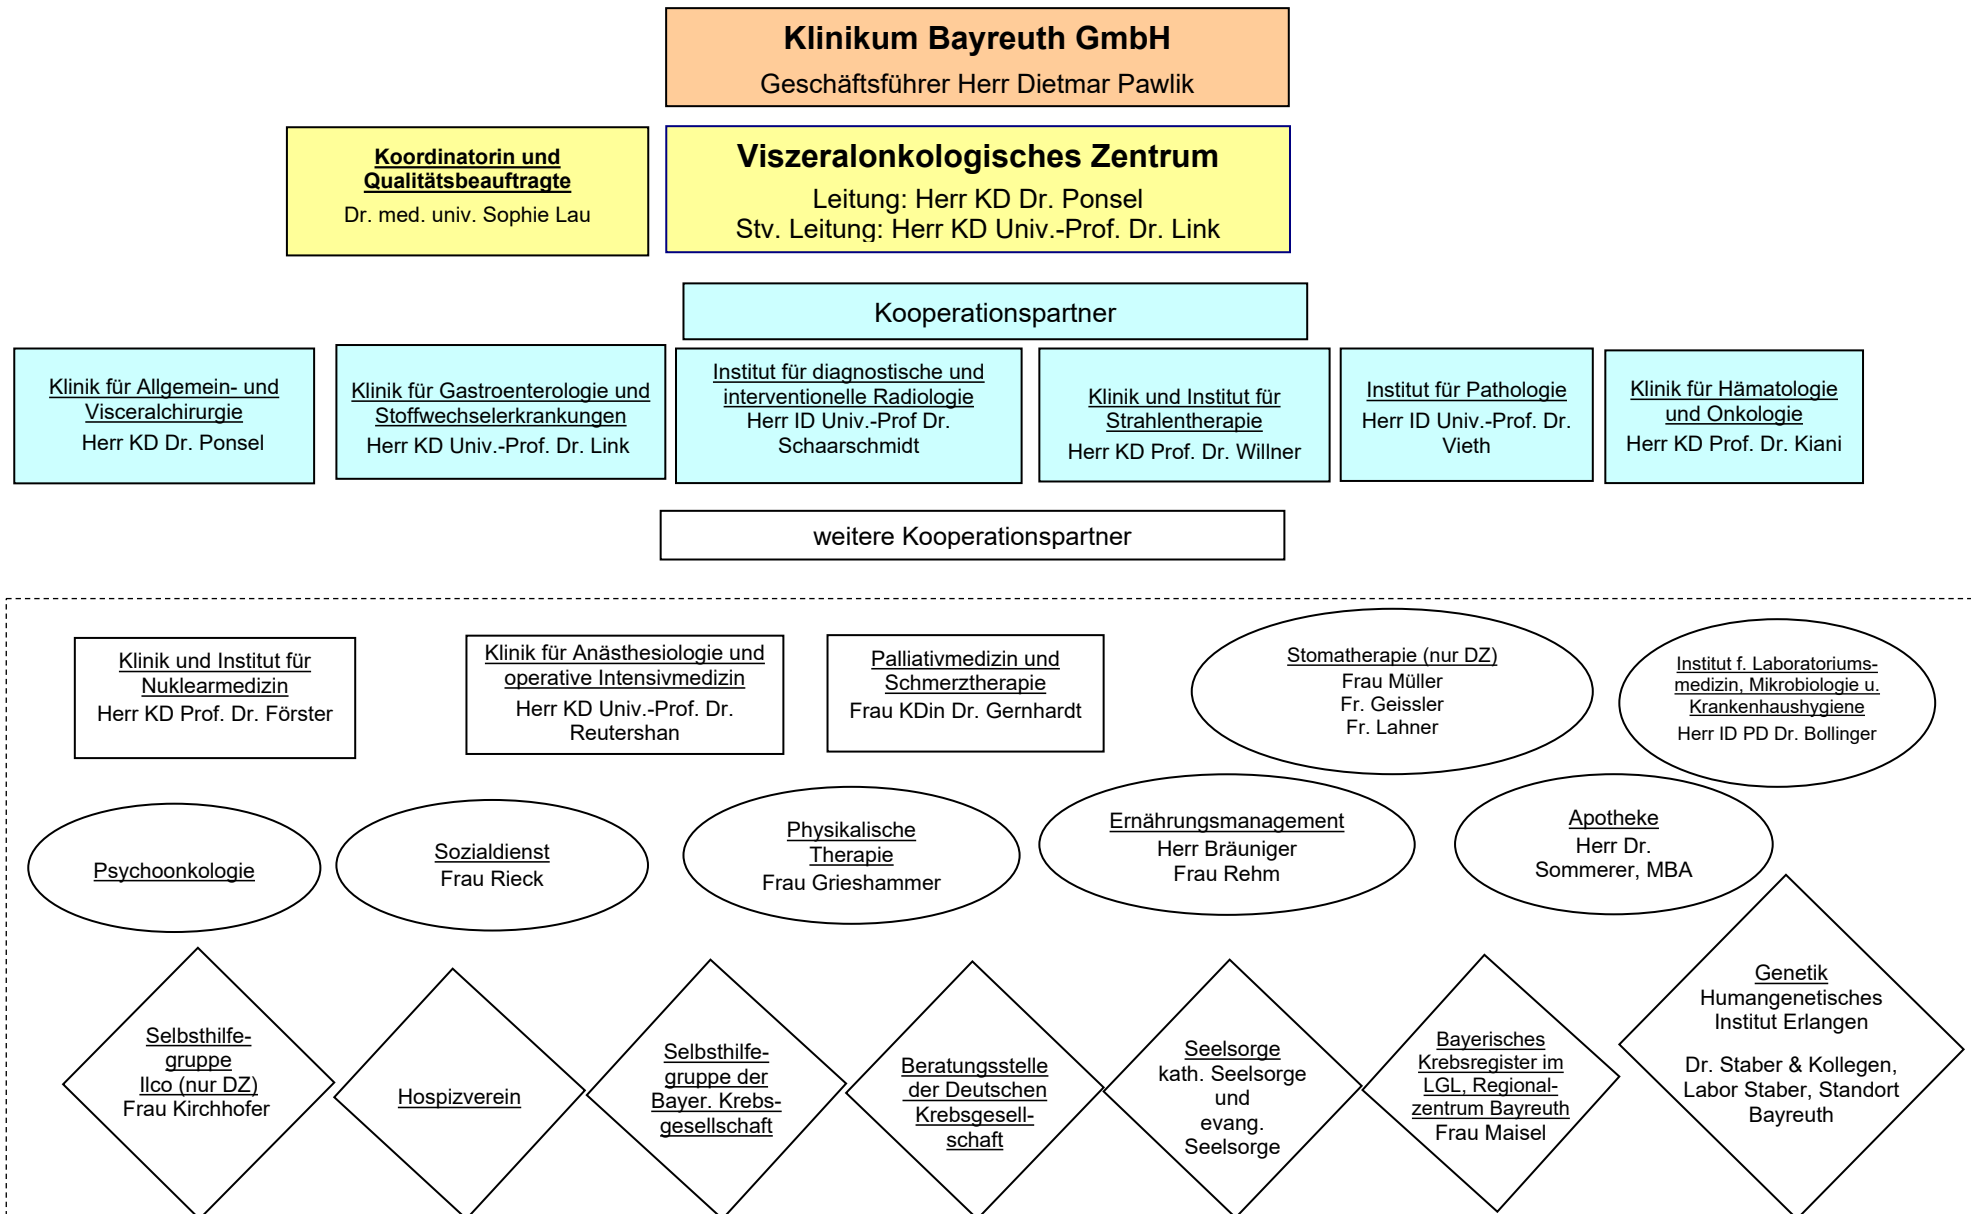 Klinikum Bayreuth GmbH
Geschäftsführer Herr Dietmar Pawlik
Koordinatorin und
Qualitätsbeauftragte
Dr. med. univ. Sophie Lau
Viszeralonkologisches Zentrum
Leitung: Herr KD Dr. Ponsel
Stv. Leitung: Herr KD Univ.-Prof. Dr. Link
Kooperationspartner
Klinik für Allgemein- und
Visceralchirurgie
Herr KD Dr. Ponsel
Klinik für Gastroenterologie und
Stoffwechselerkrankungen
Herr KD Univ.-Prof. Dr. Link
Institut für diagnostische und
interventionelle Radiologie
Herr ID Univ.-Prof Dr.
Schaarschmidt
Klinik und Institut für
Strahlentherapie
Herr KD Prof. Dr. Willner
Institut für Pathologie
Herr ID Univ.-Prof. Dr.
Vieth
Klinik für Hämatologie
und Onkologie
Herr KD Prof. Dr. Kiani
weitere Kooperationspartner
Klinik und Institut für
Nuklearmedizin
Herr KD Prof. Dr. Förster
Klinik für Anästhesiologie und
operative Intensivmedizin
Herr KD Univ.-Prof. Dr.
Reutershan
Palliativmedizin und
Schmerztherapie
Frau KDin Dr. Gernhardt
Stomatherapie (nur DZ)
Frau Müller
Fr. Geissler
Fr. Lahner
Institut f. Laboratoriums-
medizin, Mikrobiologie u.
Krankenhaushygiene
Herr ID PD Dr. Bollinger
Psychoonkologie
Sozialdienst
Frau Rieck
Physikalische
Therapie
Frau Grieshammer
Ernährungsmanagement
Herr Bräuniger
Frau Rehm
Apotheke
Herr Dr.
Sommerer, MBA
Selbsthilfe-
gruppe
Ilco (nur DZ)
Frau Kirchhofer
Hospizverein
Selbsthilfe-
gruppe der
Bayer. Krebs-
gesellschaft
Beratungsstelle
der Deutschen
Krebsgesell-
schaft
Seelsorge
kath. Seelsorge
und
evang.
Seelsorge
Bayerisches
Krebsregister im
LGL, Regional-
zentrum Bayreuth
Frau Maisel
Genetik
Humangenetisches
Institut Erlangen
Dr. Staber & Kollegen,
Labor Staber, Standort
Bayreuth